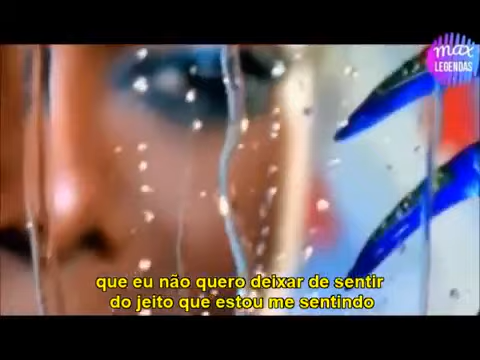 max
LEGENDAS
que eu não quero deixar de sentir
do jeito que estou me sentindo